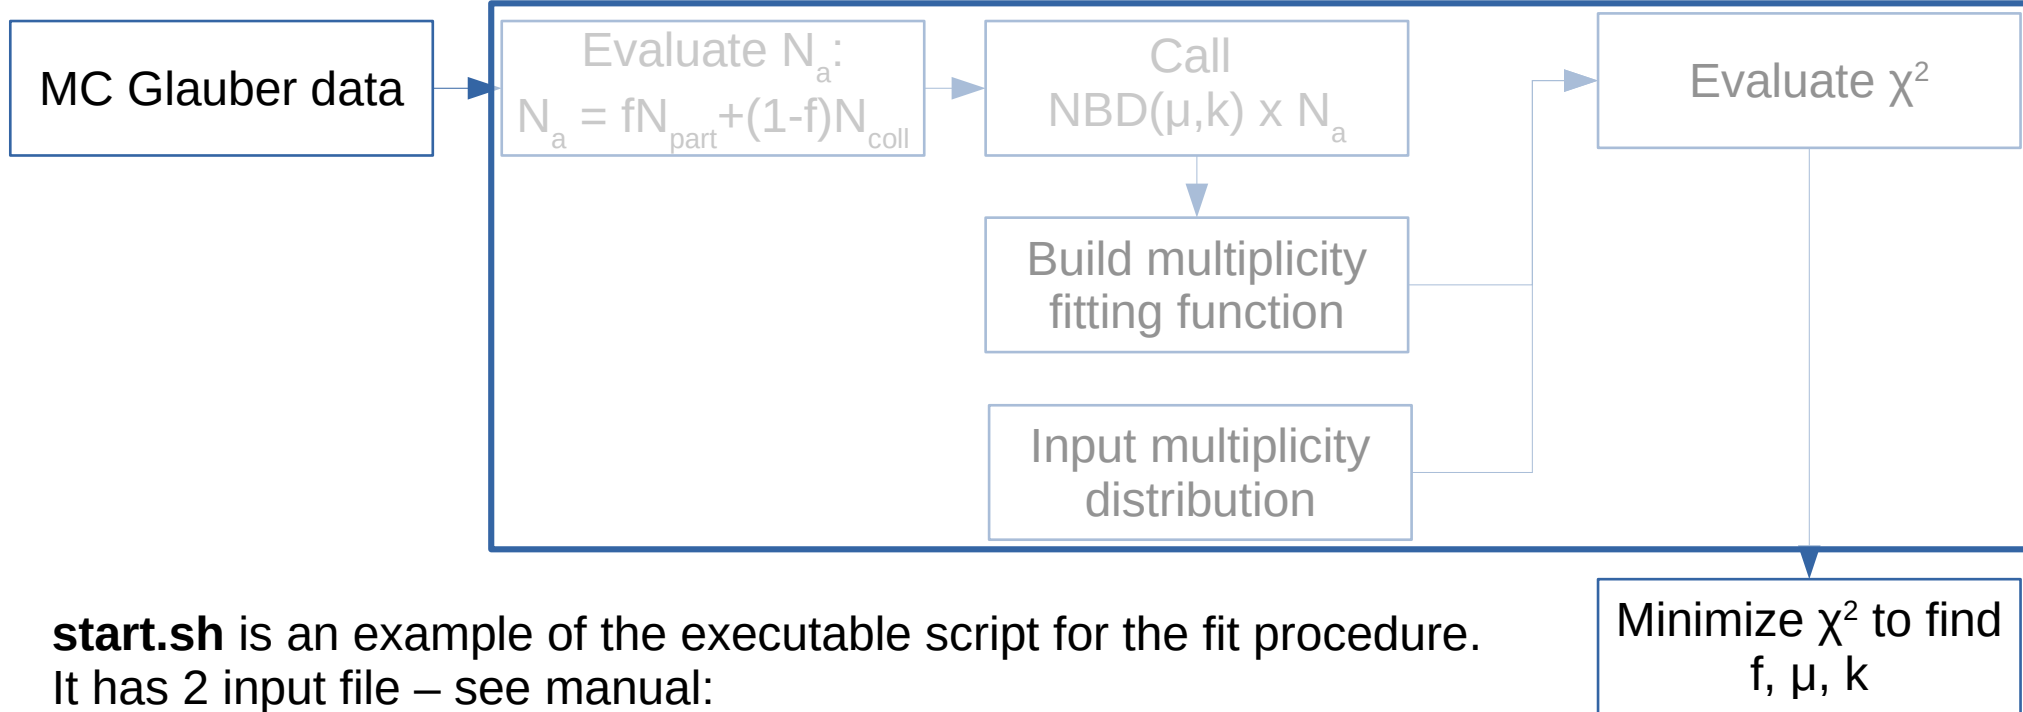 MC Glauber data
Evaluate Nₐ:
Nₐ = fN_part+(1-f)N_coll
Call
NBD(μ,k) x Nₐ
Evaluate χ²
Build multiplicity
fitting function
Input multiplicity
distribution
Minimize χ² to find
f, μ, k
start.sh is an example of the executable script for the fit procedure.
It has 2 input file – see manual: